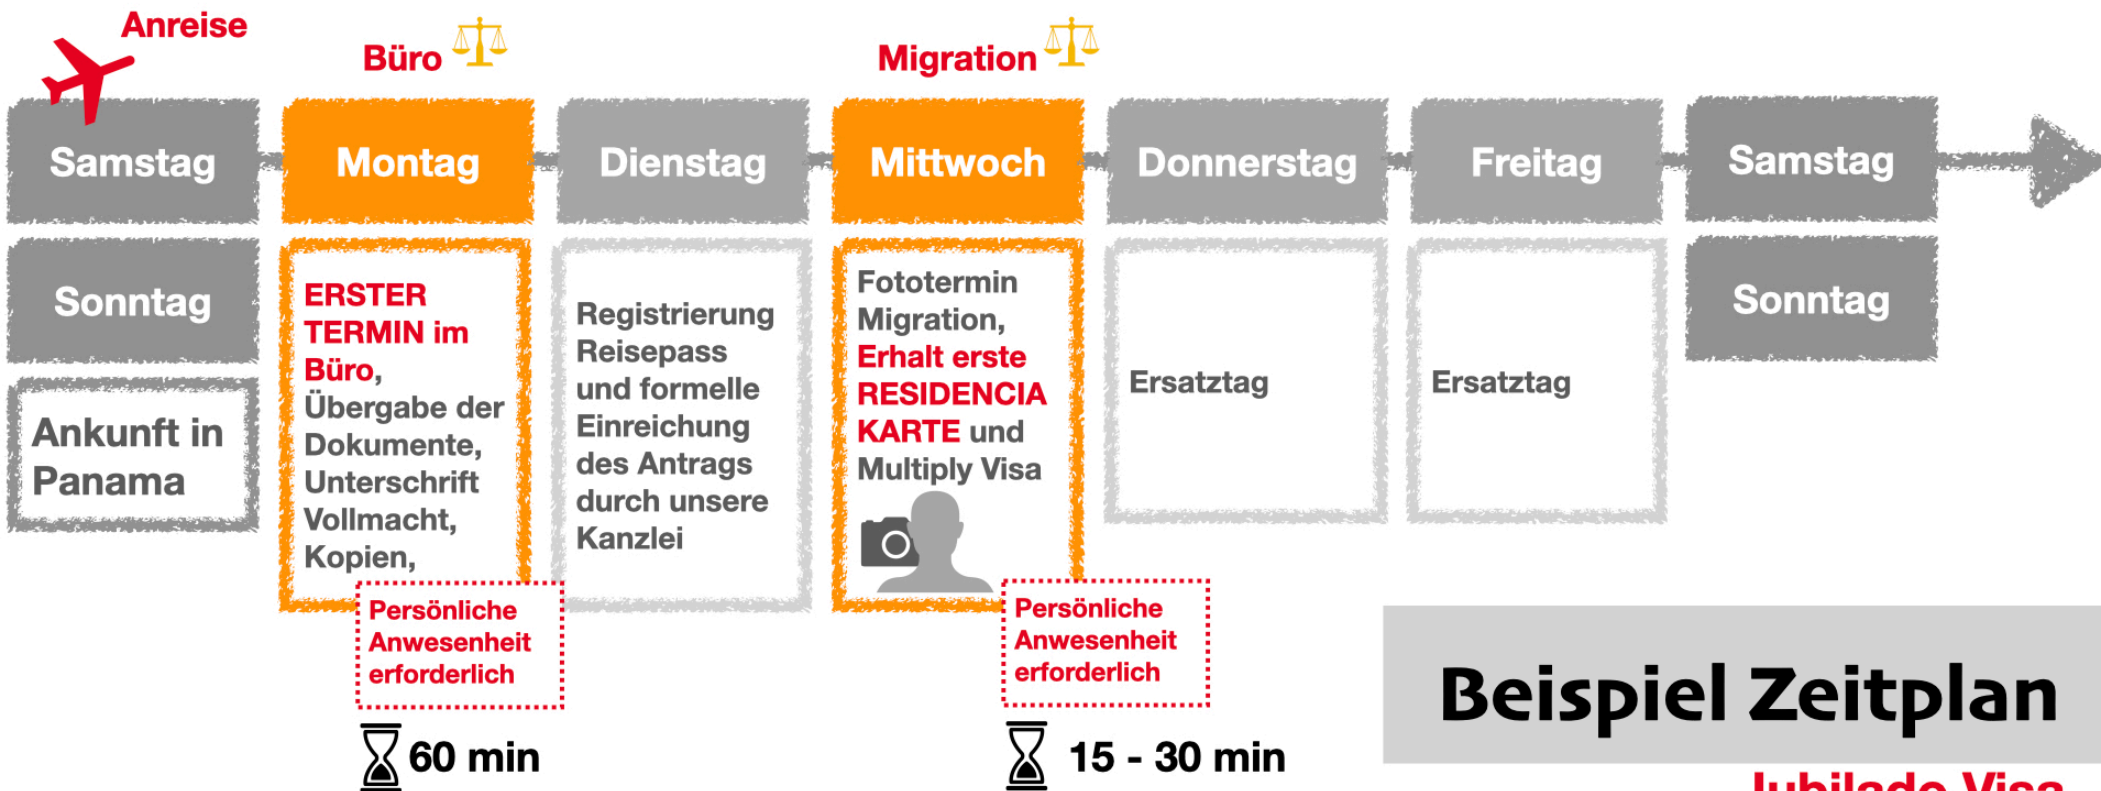 Anreise
Büro
Migration
Samstag
Montag
Dienstag
Mittwoch
Donnerstag
Freitag
Samstag
Sonntag
Ankunft in
Panama
ERSTER
TERMIN im
Büro,
Übergabe der
Dokumente,
Unterschrift
Vollmacht,
Kopien,
Persönliche
Anwesenheit
erforderlich
60 min
Registrierung
Reisepass
und formelle
Einreichung
des Antrags
durch unsere
Kanzlei
Fototermin
Migration,
Erhalt erste
RESIDENCIA
KARTE und
Multiply Visa
Persönliche
Anwesenheit
erforderlich
15 - 30 min
Ersatztag
Ersatztag
Sonntag
Beispiel Zeitplan
Jubilado Visa